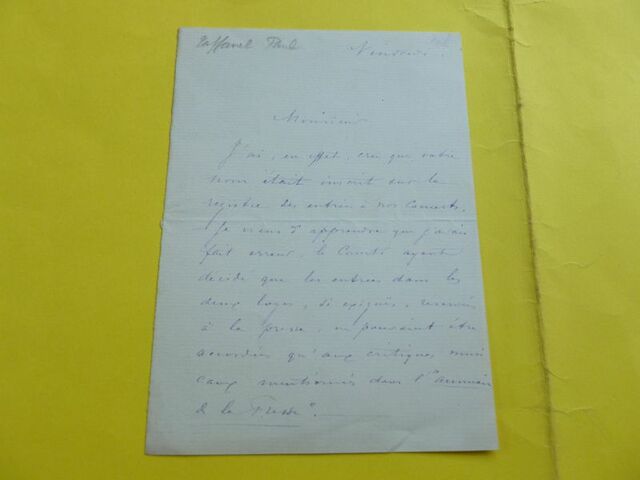 Taffanel Paul
Vendredi
Monsieur
J'ai, en effet, cru que votre
nom était inscrit sur le
registre des entrées à nos Concerts.
Je viens d'apprendre que j'avais
fait erreur, le Comité ayant
décidé que les entrées dans les
deux loges, si exiguës, reservées
à la presse, ne pouvaient être
accordées qu'aux critiques musi
caux mentionnés dans l'"Annuaire
de la Presse".